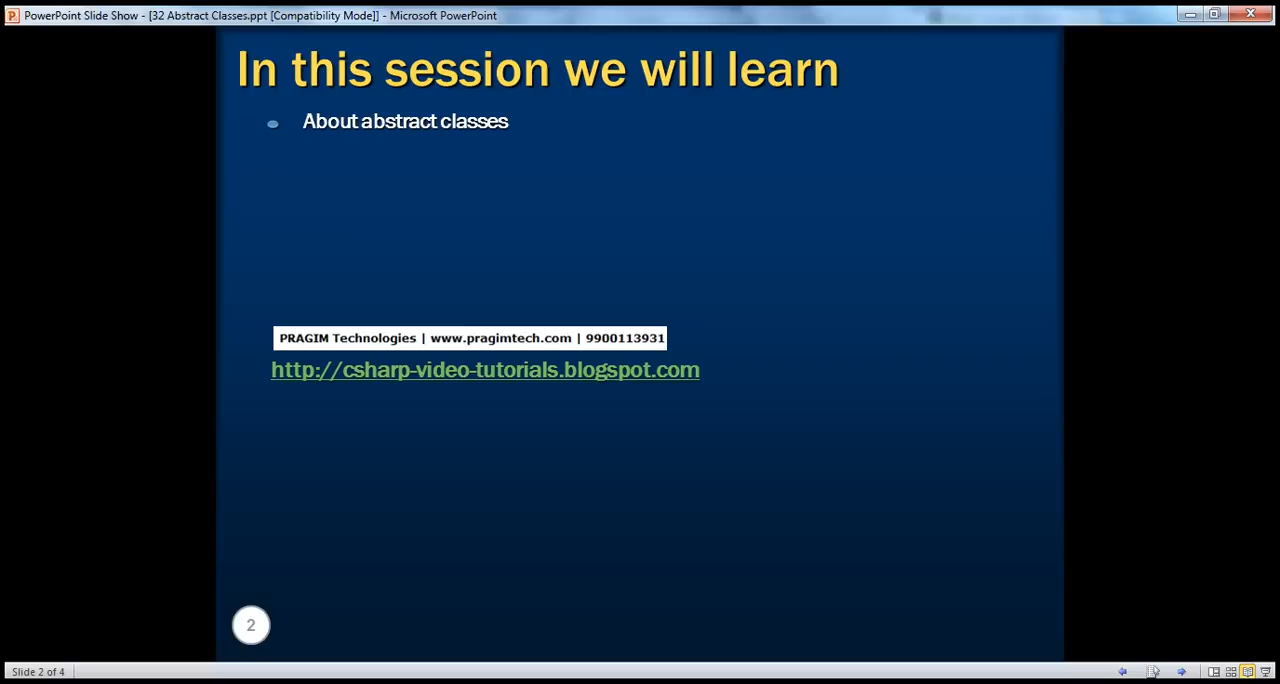 PowerPoint Slide Show - [32 Abstract Classes.ppt [Compatibility Mode]] - Microsoft PowerPoint
In this session we will learn
About abstract classes
PRAGIM Technologies | www.pragimtech.com | 9900113931
http://csharp-video-tutorials.blogspot.com
2
Slide 2 of 4